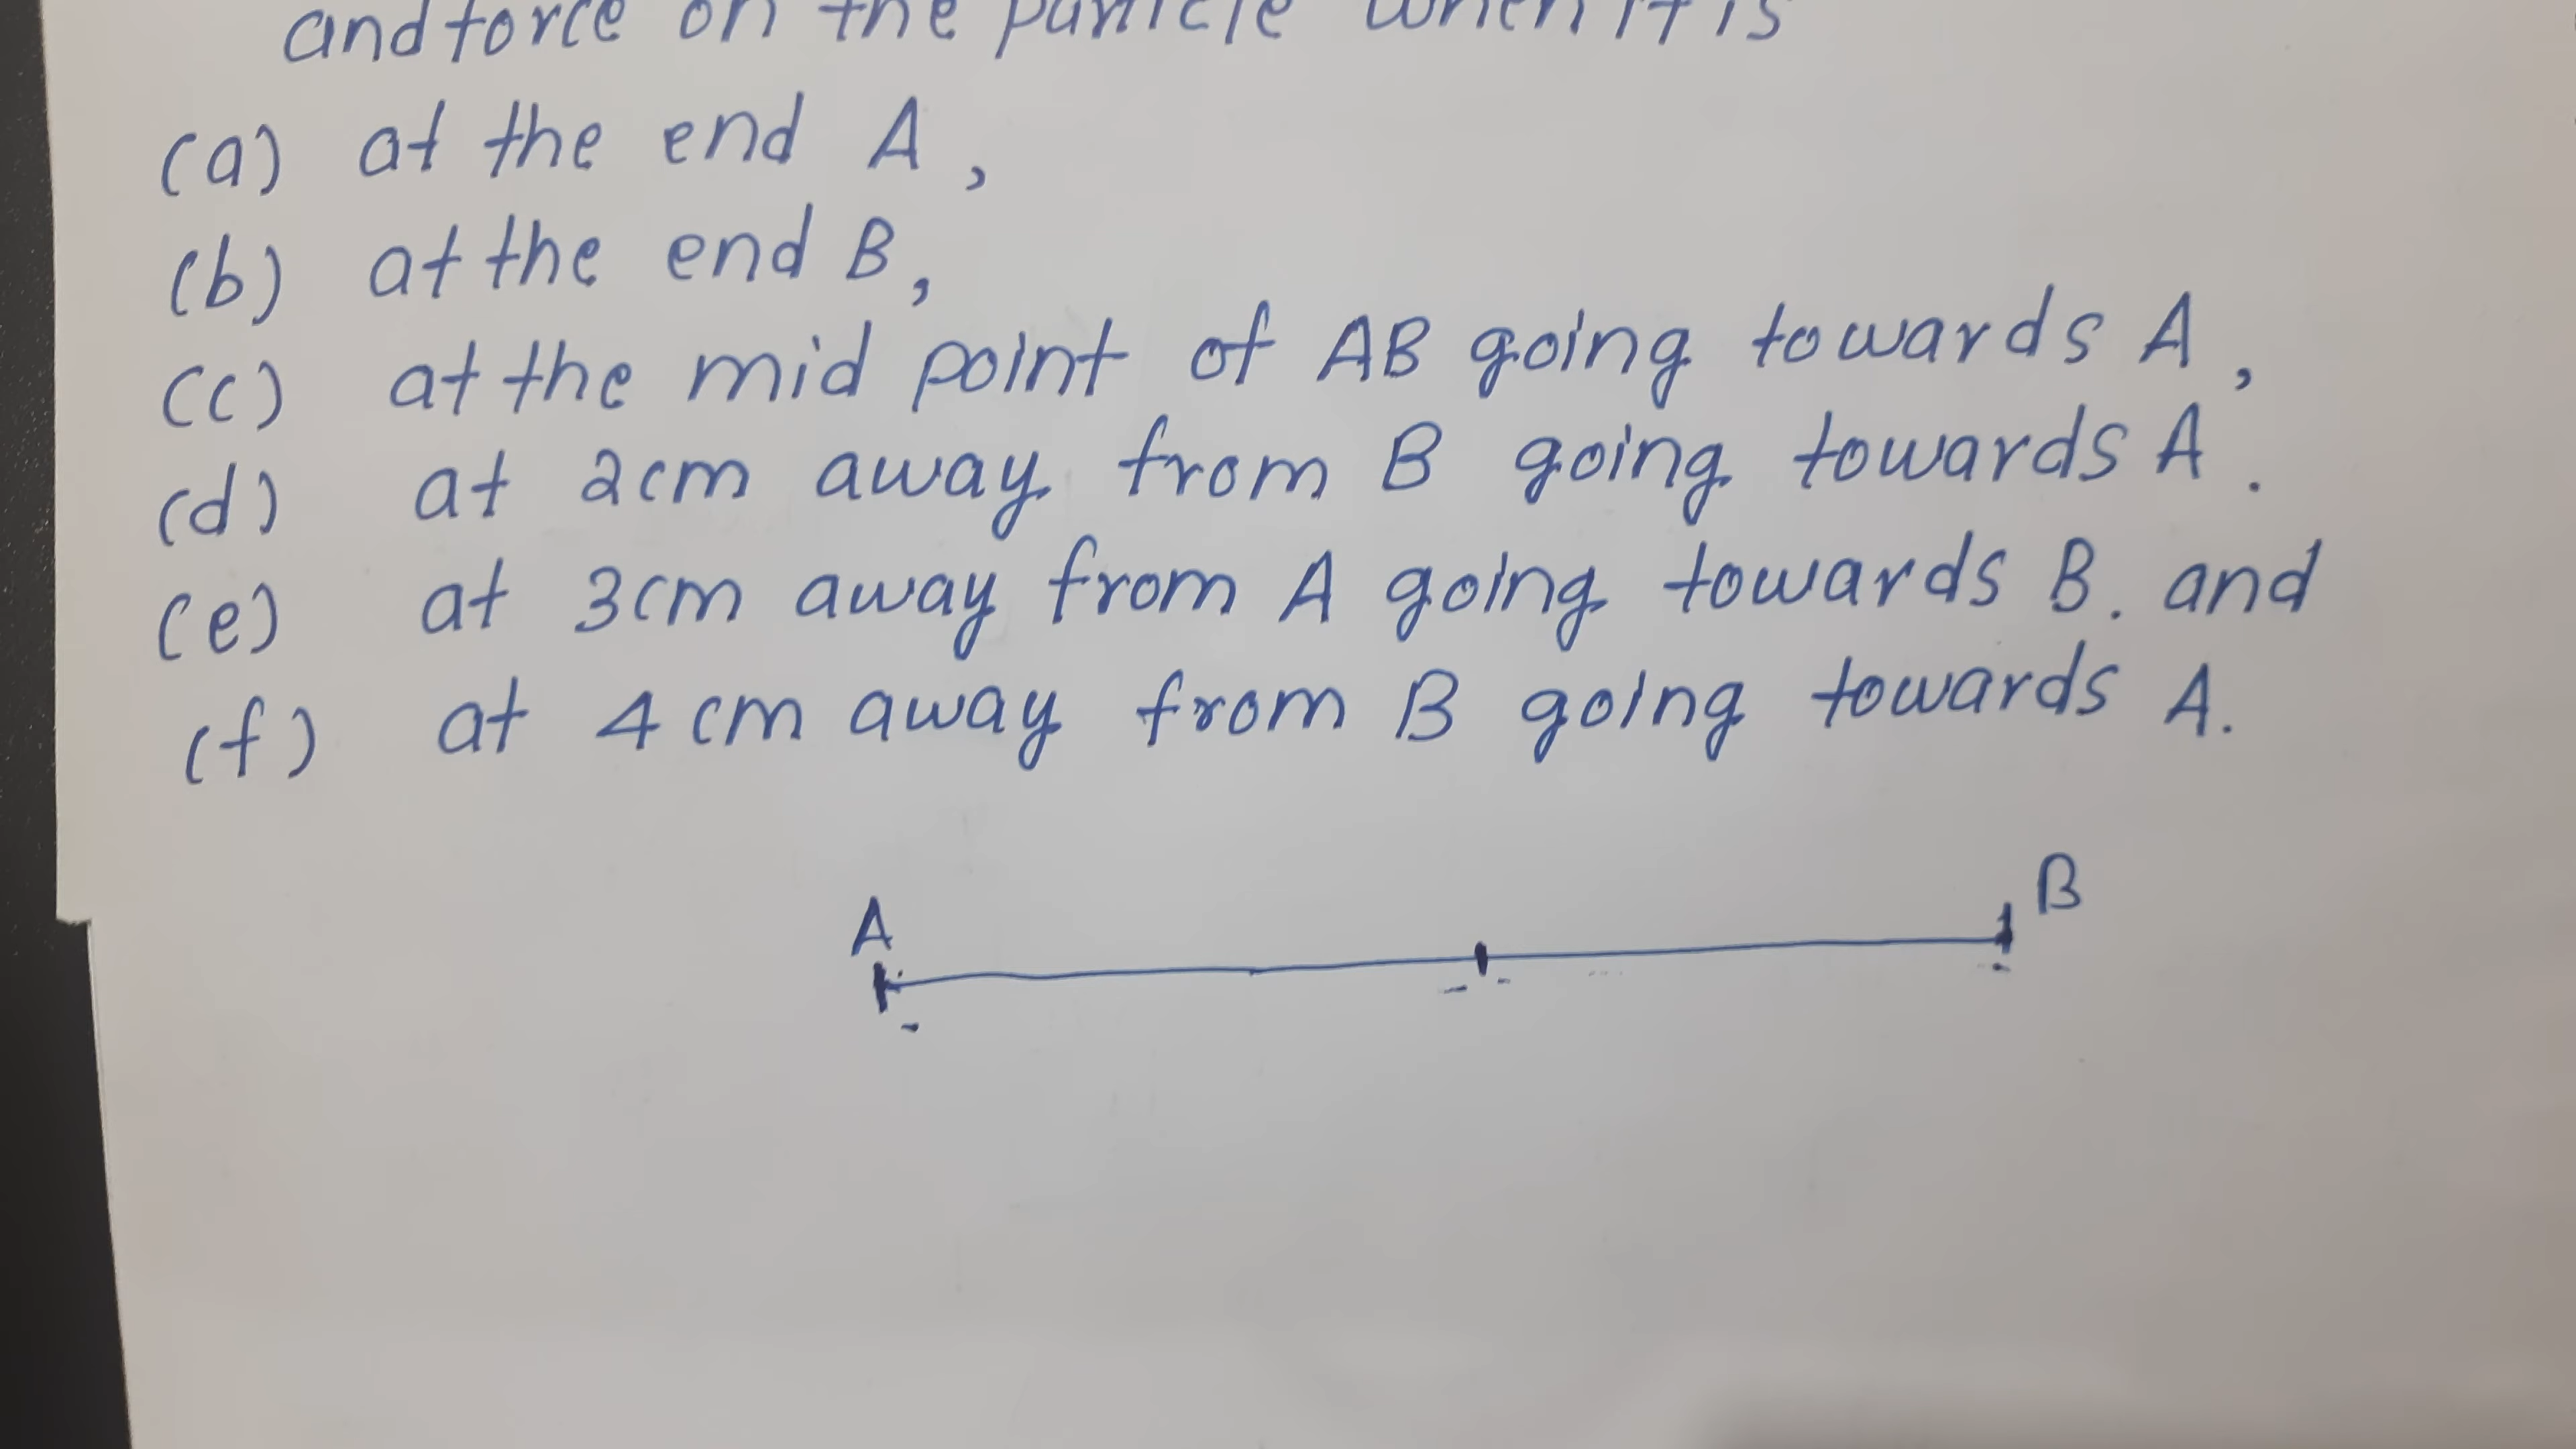 and force on the particle when it is
(a) at the end A,
(b) at the end B,
(c) at the mid point of AB going towards A,
(d) at 2cm away from B going towards A.
(e) at 3cm away from A going towards B. and
(f) at 4cm away from B going towards A.
A B